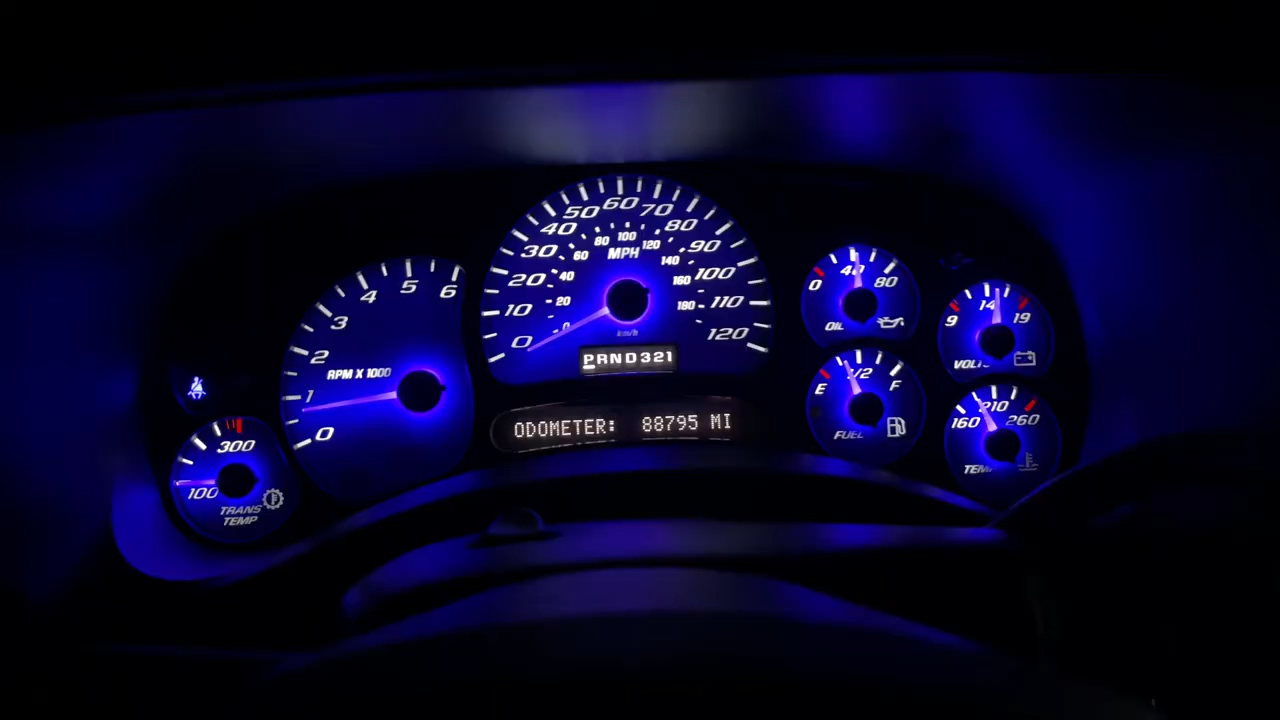 0 1 2 3 4 5 6
RPM X 1000
100 300
TRANS
TEMP
0 10 20 30 40 50 60 70 80 90 100 110 120
0 20 40 60 80 100 120 140 160 180
MPH
km/h
PRND321
ODOMETER: 88795 MI
0 40 80
OIL
9 14 19
VOLTS
E 1/2 F
FUEL
160 210 260
TEMP